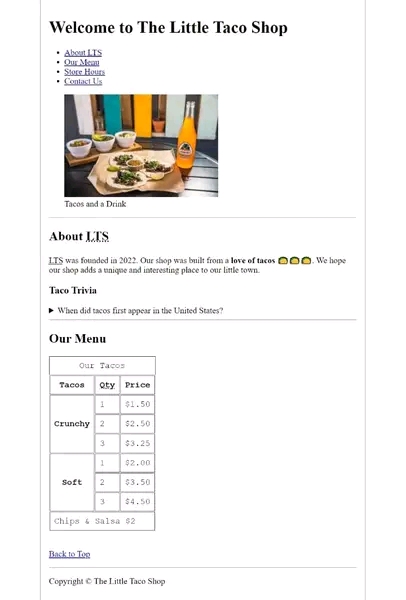 Welcome to The Little Taco Shop
About LTS
Our Menu
Store Hours
Contact Us
Tacos and a Drink
About LTS
LTS was founded in 2022. Our shop was built from a love of tacos 🌮🌮🌮. We hope
our shop adds a unique and interesting place to our little town.
Taco Trivia
When did tacos first appear in the United States?
Our Menu
Our Tacos
Tacos Qty Price
Crunchy 1 $1.50
2 $2.50
3 $3.25
Soft 1 $2.00
2 $3.50
3 $4.50
Chips & Salsa $2
Back to Top
Copyright © The Little Taco Shop